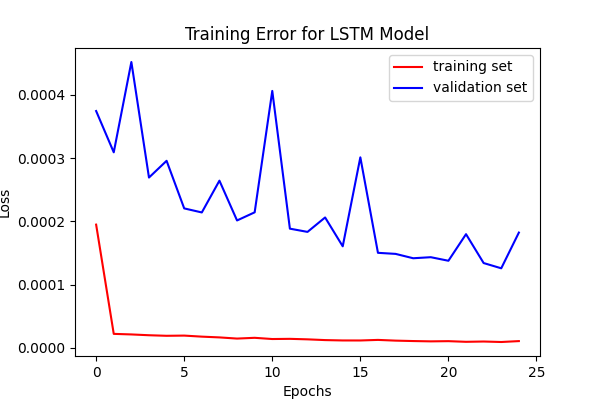 Training Error for LSTM Model
training set
validation set
0.0004
0.0003
0.0002
0.0001
0.0000
Loss
0 5 10 15 20 25
Epochs